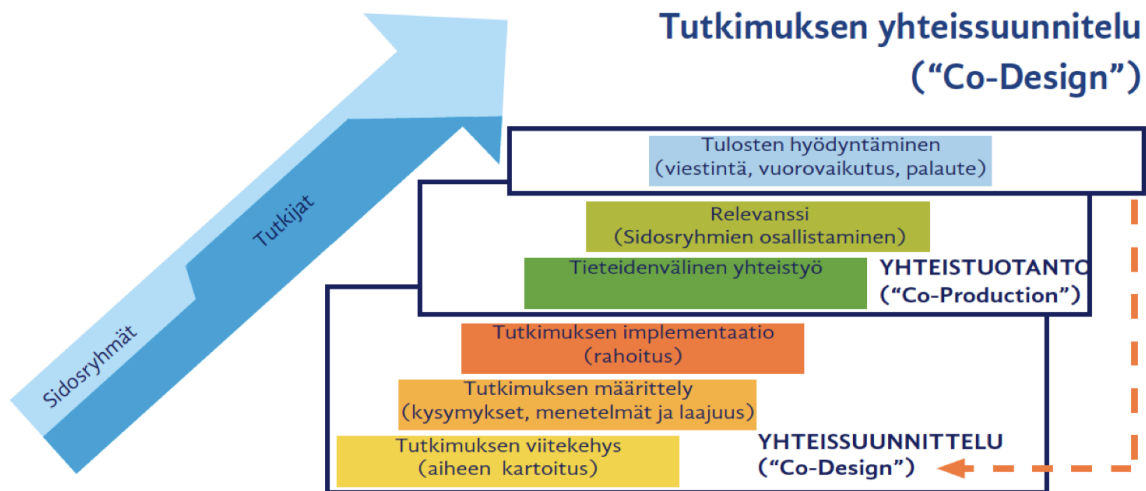 Tutkimuksen yhteissuunnitelu
(“Co-Design”)
Tulosten hyödyntäminen
(viestintä, vuorovaikutus, palaute)
Relevanssi
(Sidosryhmien osallistaminen)
Tieteidenvälinen yhteistyö
YHTEISTUOTANTO
(“Co-Production”)
Tutkimuksen implementaatio
(rahoitus)
Tutkimuksen määrittely
(kysymykset, menetelmät ja laajuus)
Tutkimuksen viitekehys
(aiheen kartoitus)
YHTEISSUUNNITTELU
(“Co-Design”)
Tutkijat
Sidosryhmät